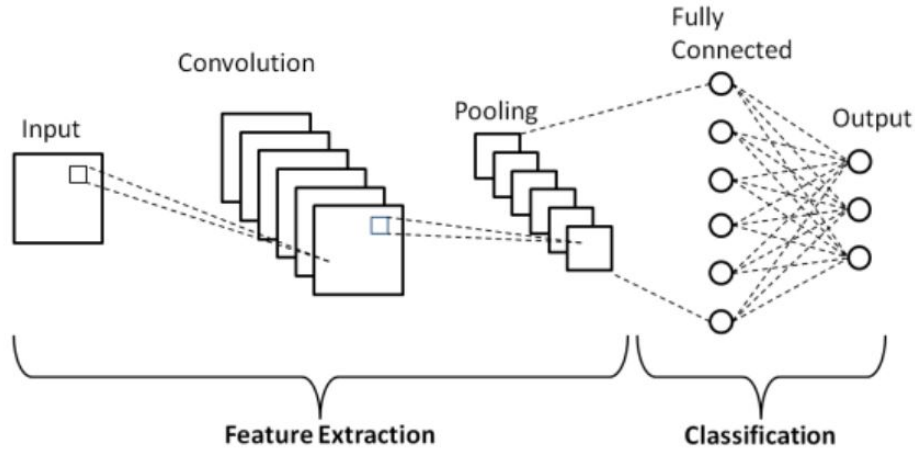 Input
Convolution
Pooling
Fully
Connected
Output
Feature Extraction
Classification